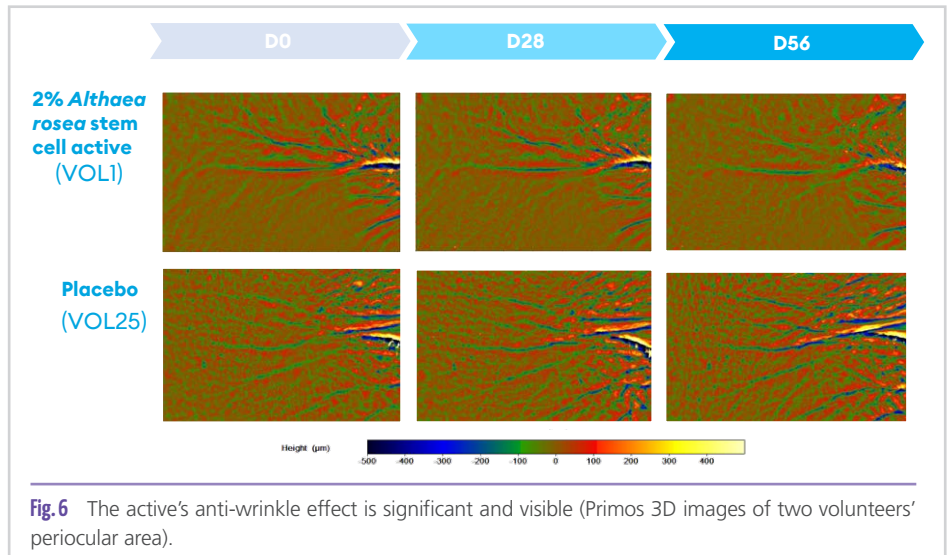 D0 D28 D56
2% Althaea
rosea stem
cell active
(VOL1)
Placebo
(VOL25)
Height (µm)
-500 -400 -300 -200 -100 0 100 200 300 400
Fig. 6 The active's anti-wrinkle effect is significant and visible (Primos 3D images of two volunteers'
periocular area).